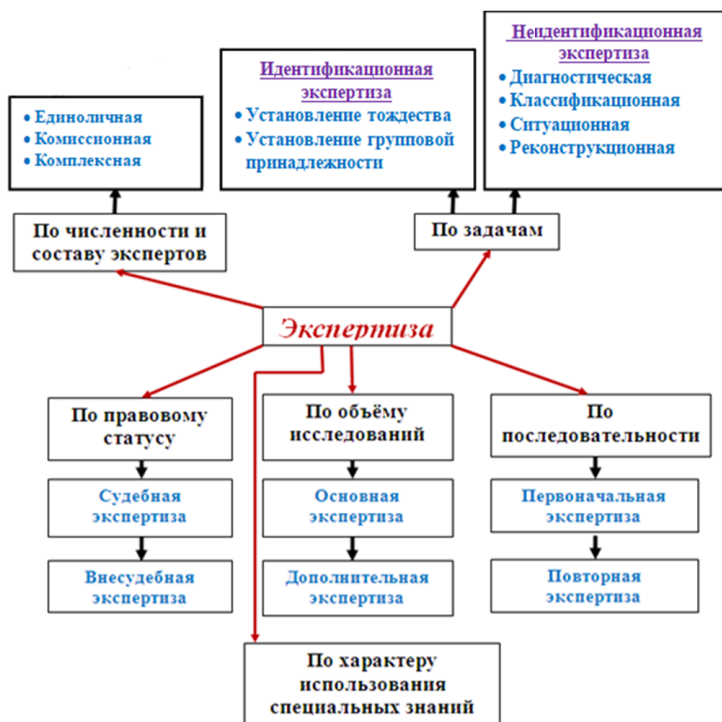 Неидентификационная
экспертиза
• Диагностическая
• Классификационная
• Ситуационная
• Реконструкционная
Идентификационная
экспертиза
• Установление тождества
• Установление групповой
принадлежности
• Единоличная
• Комиссионная
• Комплексная
По численности и
составу экспертов
По задачам
Экспертиза
По правовому
статусу
Судебная
экспертиза
Внесудебная
экспертиза
По объёму
исследований
Основная
экспертиза
Дополнительная
экспертиза
По
последовательности
Первоначальная
экспертиза
Повторная
экспертиза
По характеру
использования
специальных знаний